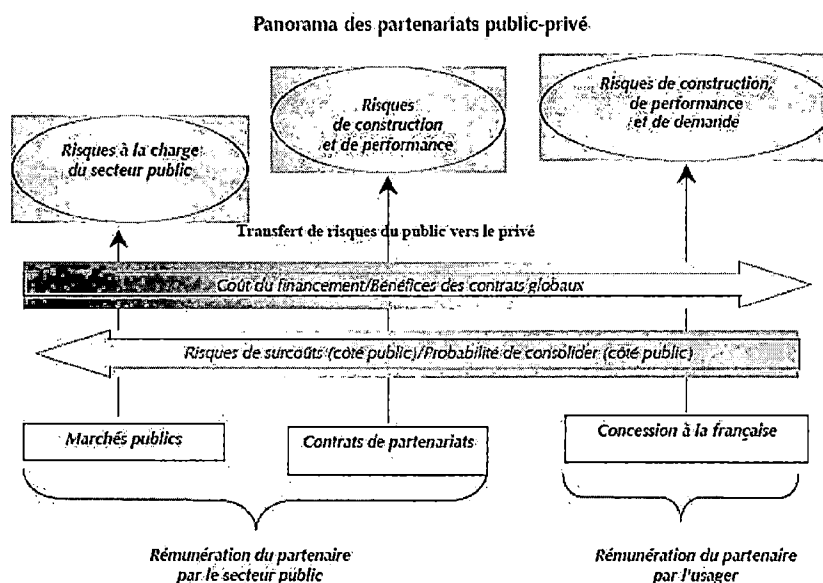 Panorama des partenariats public-privé
Risques à la charge
du secteur public
Risques
de construction
et de performance
Risques de construction,
de performance
et de demande
Transfert de risques du public vers le privé
Coût du financement/Bénéfices des contrats globaux
Risques de surcoûts (côté public)/Probabilité de consolider (côté public)
Marchés publics
Contrats de partenariats
Concession à la française
Rémunération du partenaire
par le secteur public
Rémunération du partenaire
par l'usager